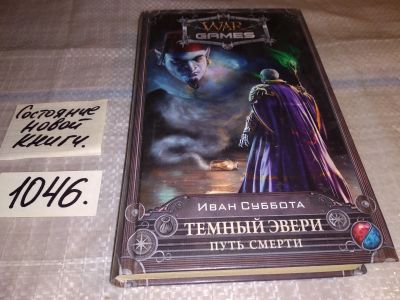 WAR
GAMES
Состояние
новой
книги.
1046.
Иван Суббота
ТЕМНЫЙ ЭВЕРИ
ПУТЬ СМЕРТИ